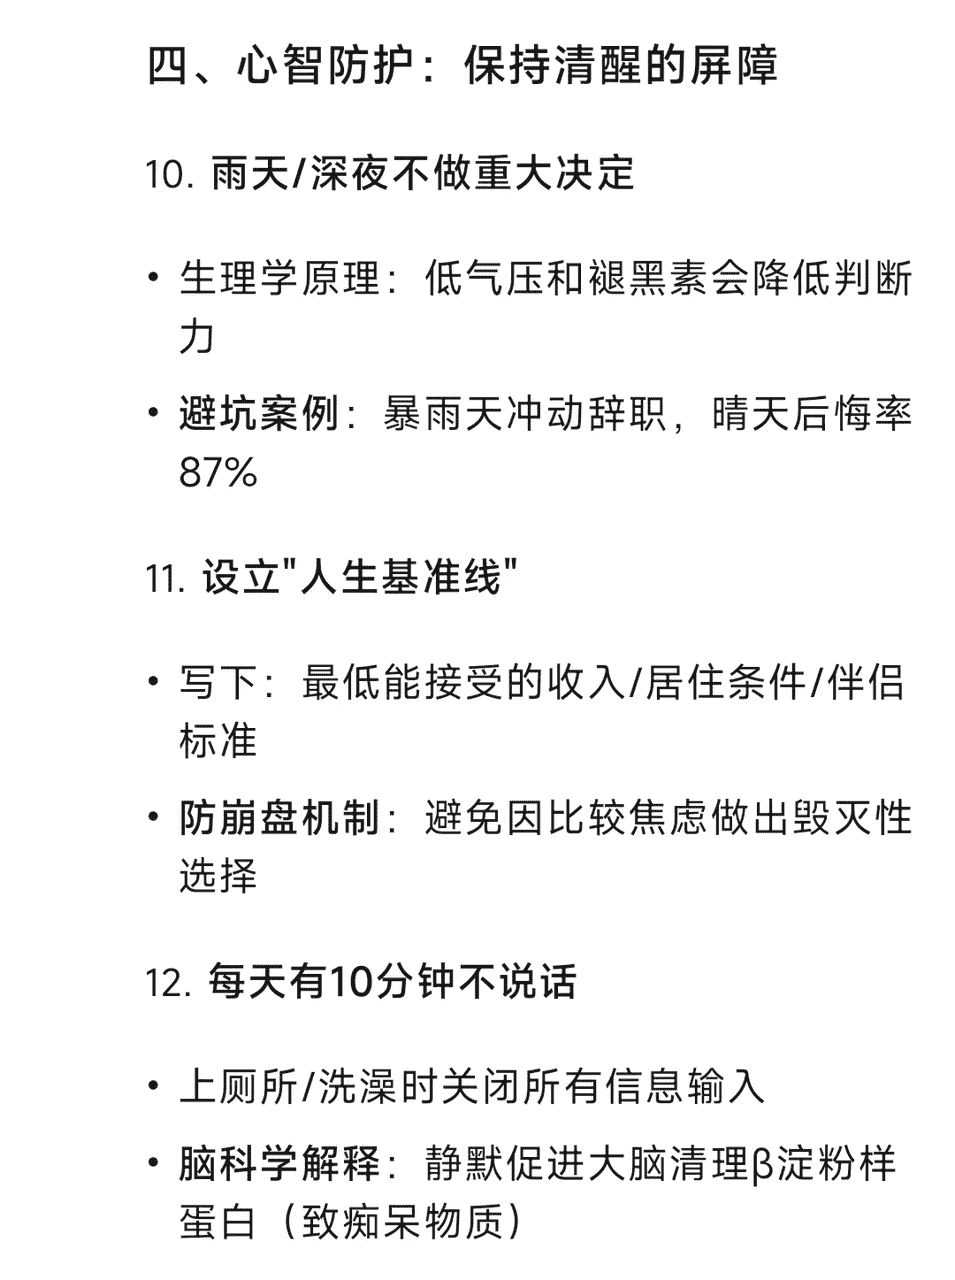 四、心智防护：保持清醒的屏障
10. 雨天/深夜不做重大决定
• 生理学原理：低气压和褪黑素会降低判断
力
• 避坑案例：暴雨天冲动辞职，晴天后悔率
87%
11. 设立"人生基准线"
• 写下：最低能接受的收入/居住条件/伴侣
标准
• 防崩盘机制：避免因比较焦虑做出毁灭性
选择
12. 每天有10分钟不说话
• 上厕所/洗澡时关闭所有信息输入
• 脑科学解释：静默促进大脑清理β淀粉样
蛋白（致痴呆物质）